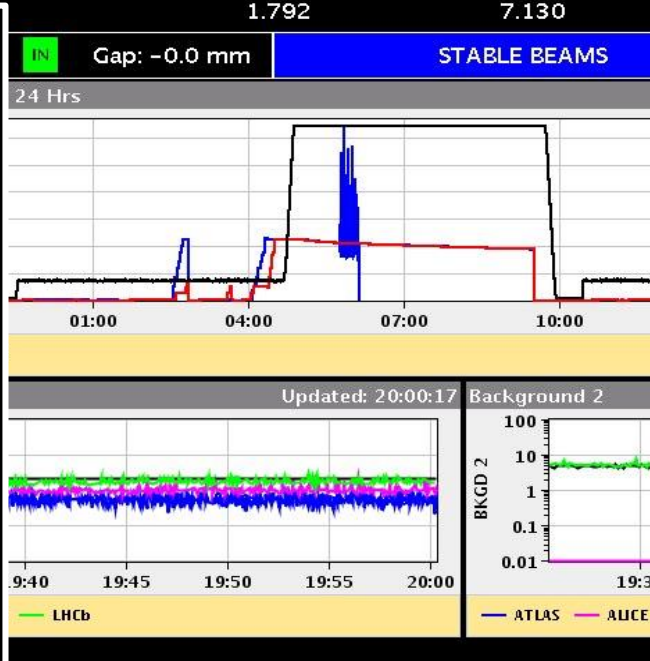 1.792 7.130
IN Gap: -0.0 mm STABLE BEAMS
24 Hrs
01:00 04:00 07:00 10:00
Updated: 20:00:17 Background 2
100
10
1
0.1
0.01
BKGD 2
19:40 19:45 19:50 19:55 20:00 19:3
LHCb ATLAS ALICE